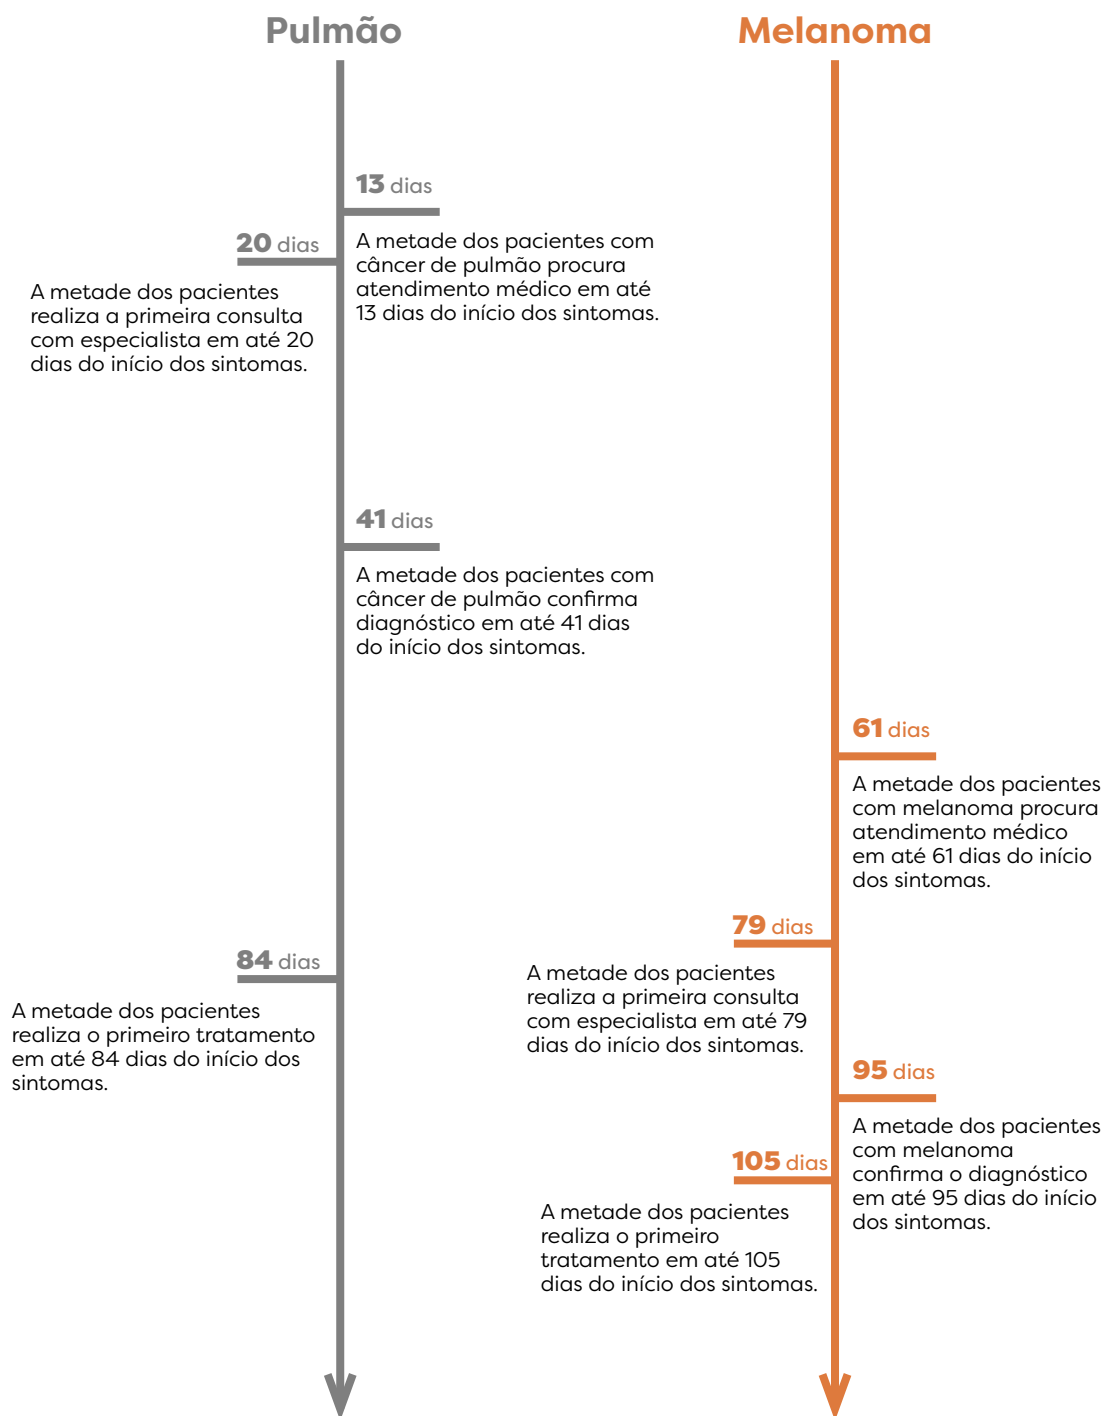 Pulmão
13 dias
A metade dos pacientes com
câncer de pulmão procura
atendimento médico em até
13 dias do início dos sintomas.
20 dias
A metade dos pacientes
realiza a primeira consulta
com especialista em até 20
dias do início dos sintomas.
41 dias
A metade dos pacientes com
câncer de pulmão confirma
diagnóstico em até 41 dias
do início dos sintomas.
84 dias
A metade dos pacientes
realiza o primeiro tratamento
em até 84 dias do início dos
sintomas.
Melanoma
61 dias
A metade dos pacientes
com melanoma procura
atendimento médico
em até 61 dias do início
dos sintomas.
79 dias
A metade dos pacientes
realiza a primeira consulta
com especialista em até 79
dias do início dos sintomas.
95 dias
A metade dos pacientes
com melanoma
confirma o diagnóstico
em até 95 dias do início
dos sintomas.
105 dias
A metade dos pacientes
realiza o primeiro
tratamento em até 105
dias do início dos sintomas.